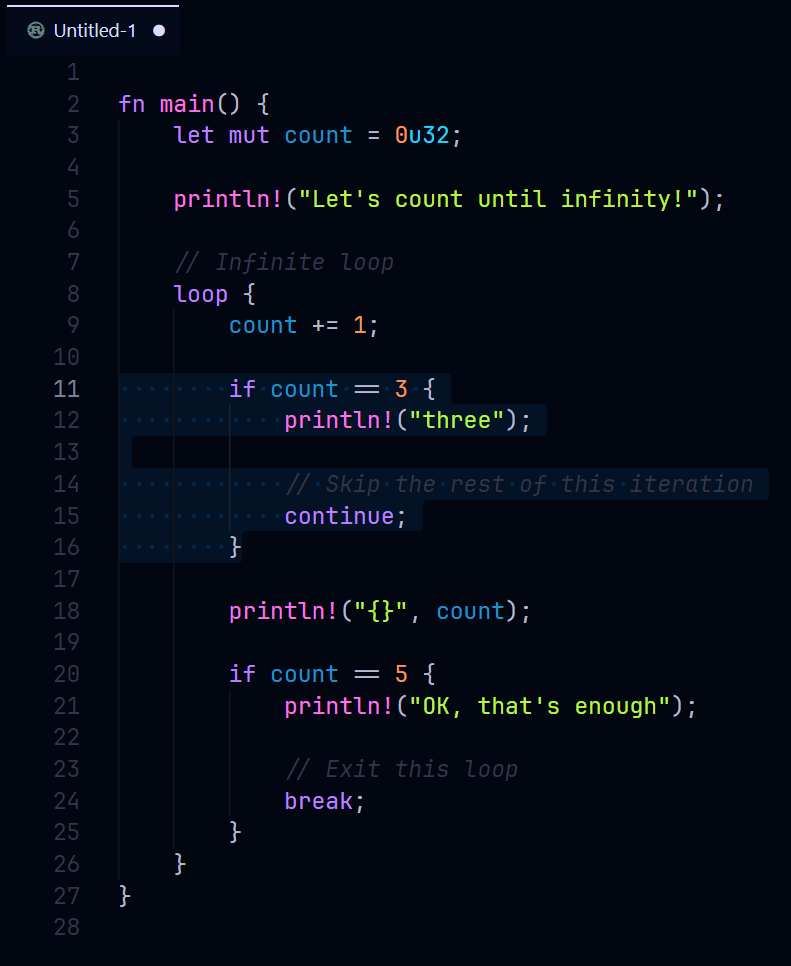 Untitled-1
1
2 fn main() {
3     let mut count = 0u32;
4
5     println!("Let's count until infinity!");
6
7     // Infinite loop
8     loop {
9         count += 1;
10
11         if count == 3 {
12             println!("three");
13
14             // Skip the rest of this iteration
15             continue;
16         }
17
18         println!("{}", count);
19
20         if count == 5 {
21             println!("OK, that's enough");
22
23             // Exit this loop
24             break;
25         }
26     }
27 }
28